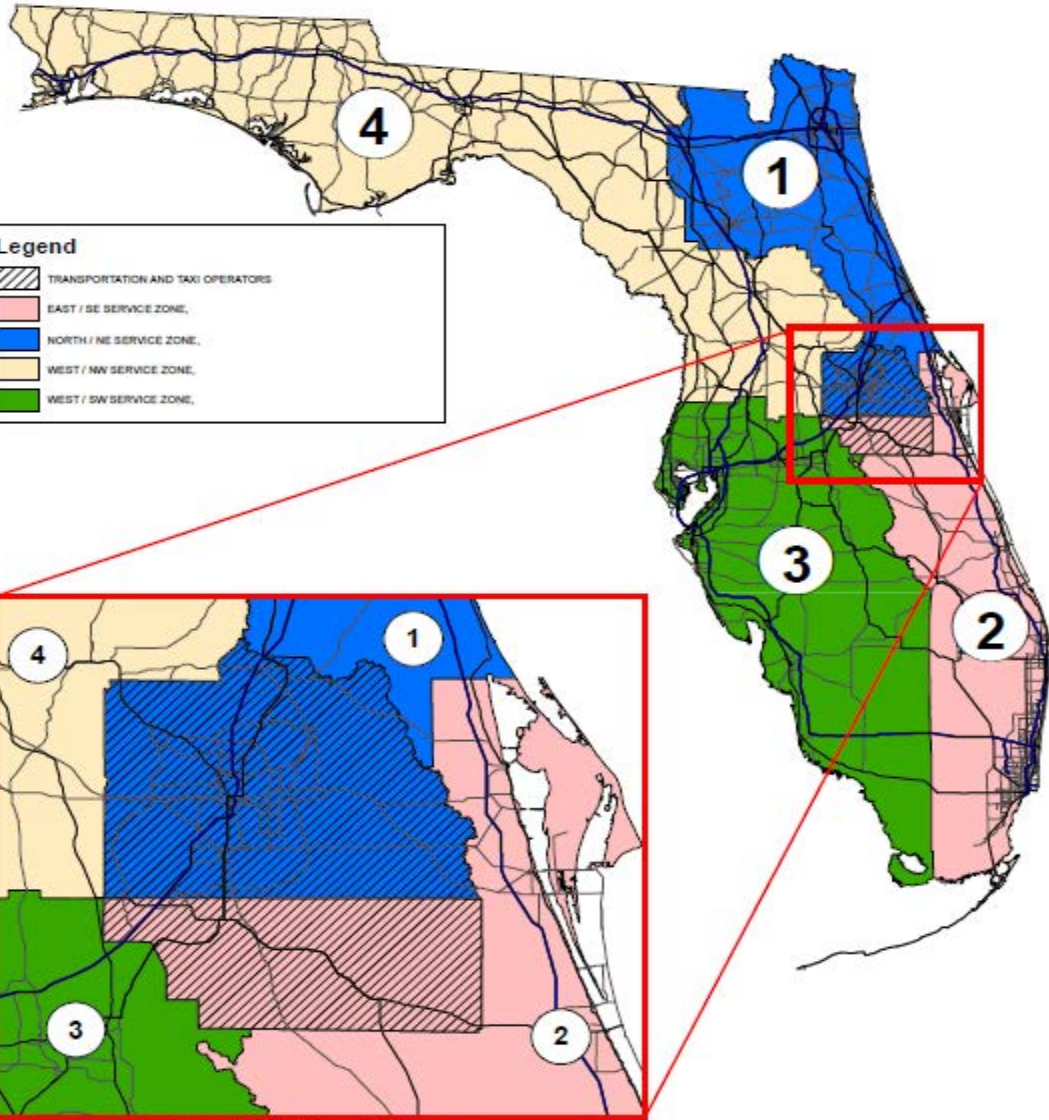 4
1
Legend
TRANSPORTATION AND TAXI OPERATORS
EAST / SE SERVICE ZONE,
NORTH / NE SERVICE ZONE,
WEST / NW SERVICE ZONE,
WEST / SW SERVICE ZONE,
3
2
4
1
3
2